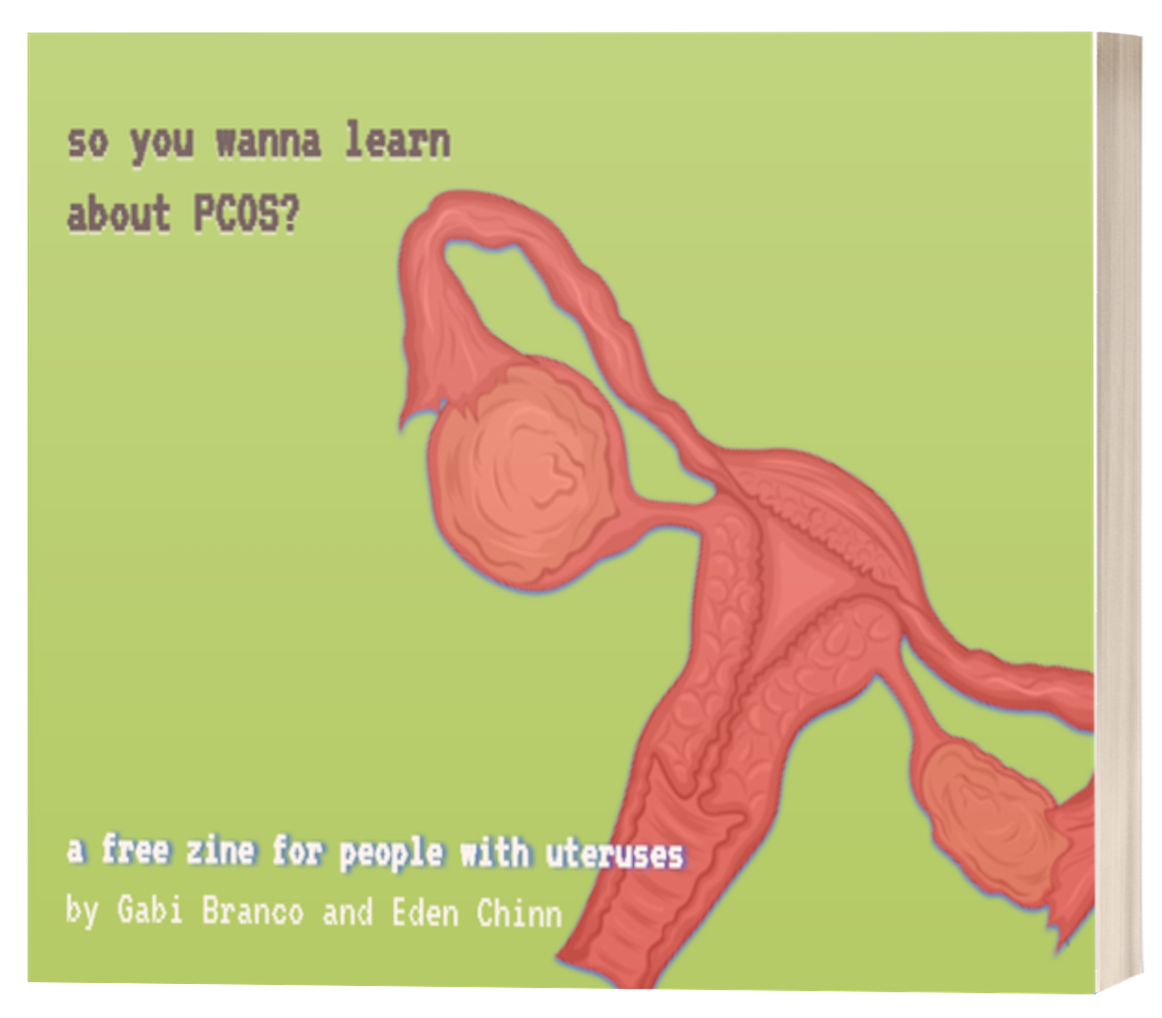 so you wanna learn
about PCOS?
a free zine for people with uteruses
by Gabi Branco and Eden Chinn